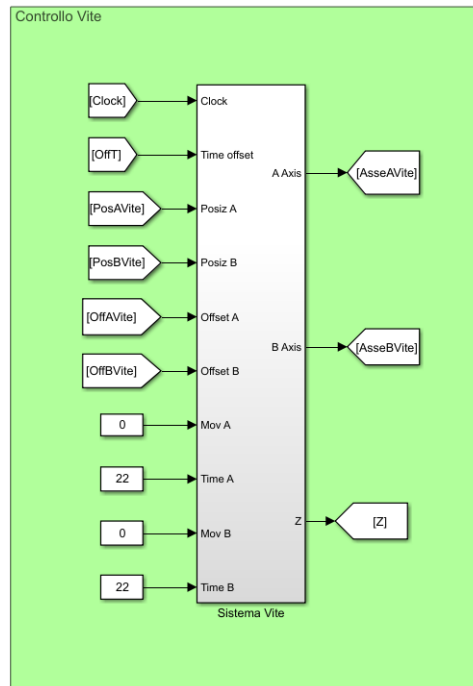 Controllo Vite
[Clock]
Clock
[OffT]
Time offset
A Axis
[AsseAVite]
[PosAVite]
Posiz A
[PosBVite]
Posiz B
[OffAVite]
Offset A
B Axis
[AsseBVite]
[OffBVite]
Offset B
0
Mov A
22
Time A
Z
[Z]
0
Mov B
22
Time B
Sistema Vite